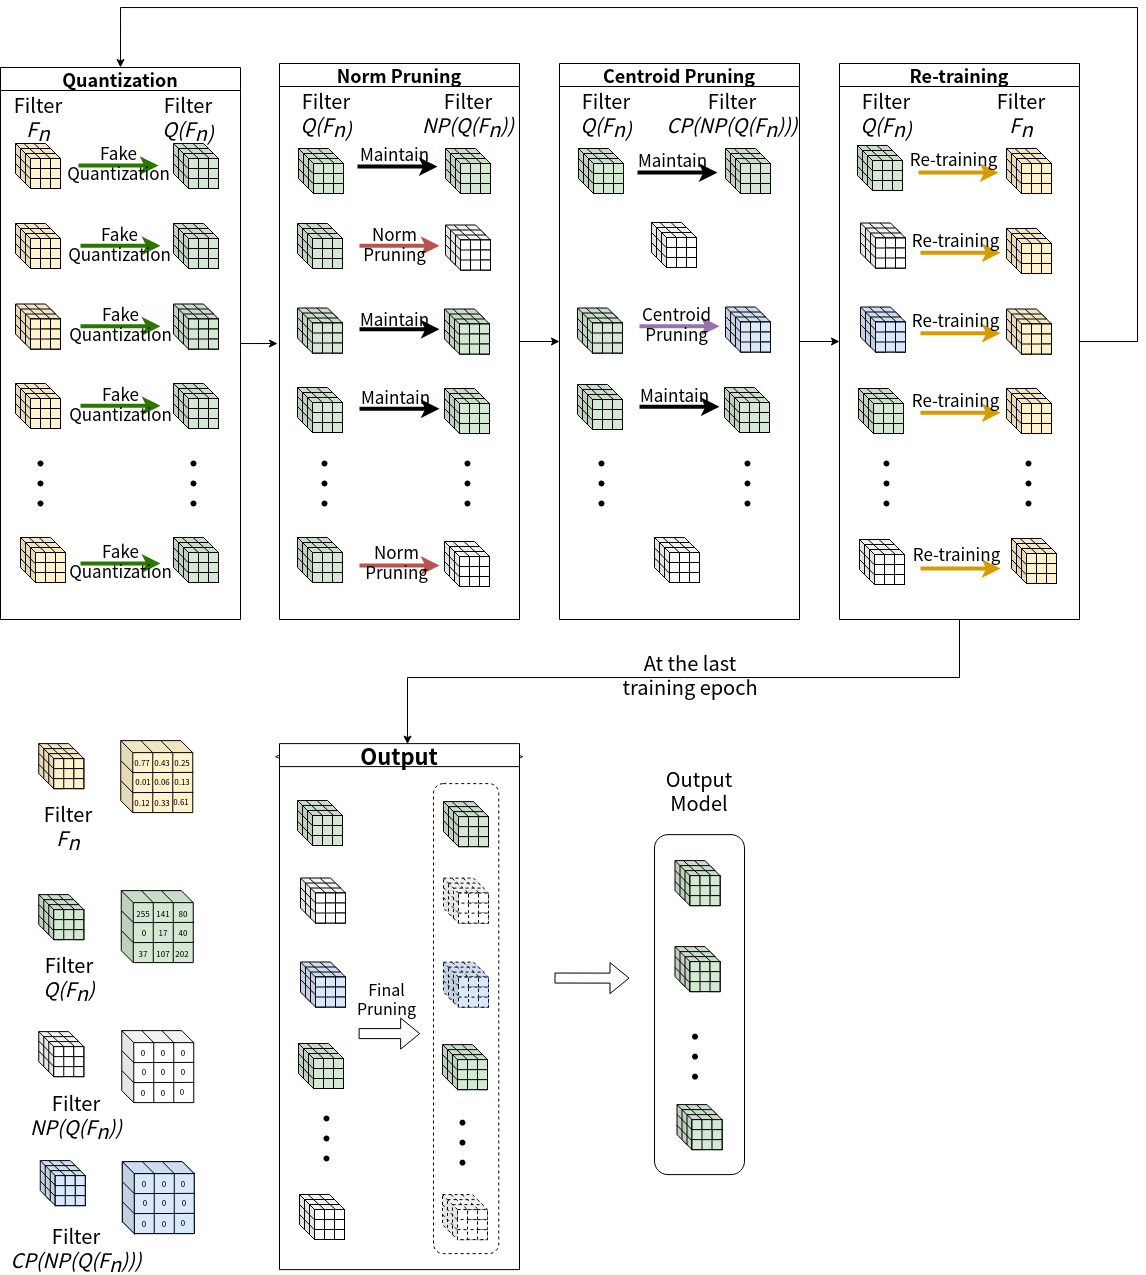 Quantization
Filter
Fn
Filter
Q(Fn)
Fake
Quantization
Fake
Quantization
Fake
Quantization
Fake
Quantization
Fake
Quantization
Norm Pruning
Filter
Q(Fn)
Filter
NP(Q(Fn))
Maintain
Norm
Pruning
Maintain
Maintain
Norm
Pruning
Centroid Pruning
Filter
Q(Fn)
Filter
CP(NP(Q(Fn)))
Maintain
Centroid
Pruning
Maintain
Re-training
Filter
Q(Fn)
Filter
Fn
Re-training
Re-training
Re-training
Re-training
Re-training
At the last
training epoch
0.77 0.43 0.25
0.01 0.06 0.13
0.12 0.33 0.61
Filter
Fn
255 141 80
0 17 40
37 107 202
Filter
Q(Fn)
0 0 0
0 0 0
0 0 0
Filter
NP(Q(Fn))
0 0 0
0 0 0
0 0 0
Filter
CP(NP(Q(Fn)))
Output
Final
Pruning
Output
Model